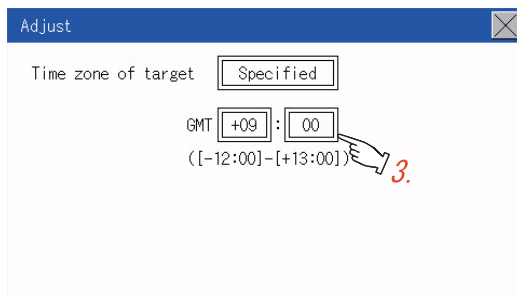 Adjust
Time zone of target Specified
GMT +09 : 00
([-12:00]-[+13:00])
3.